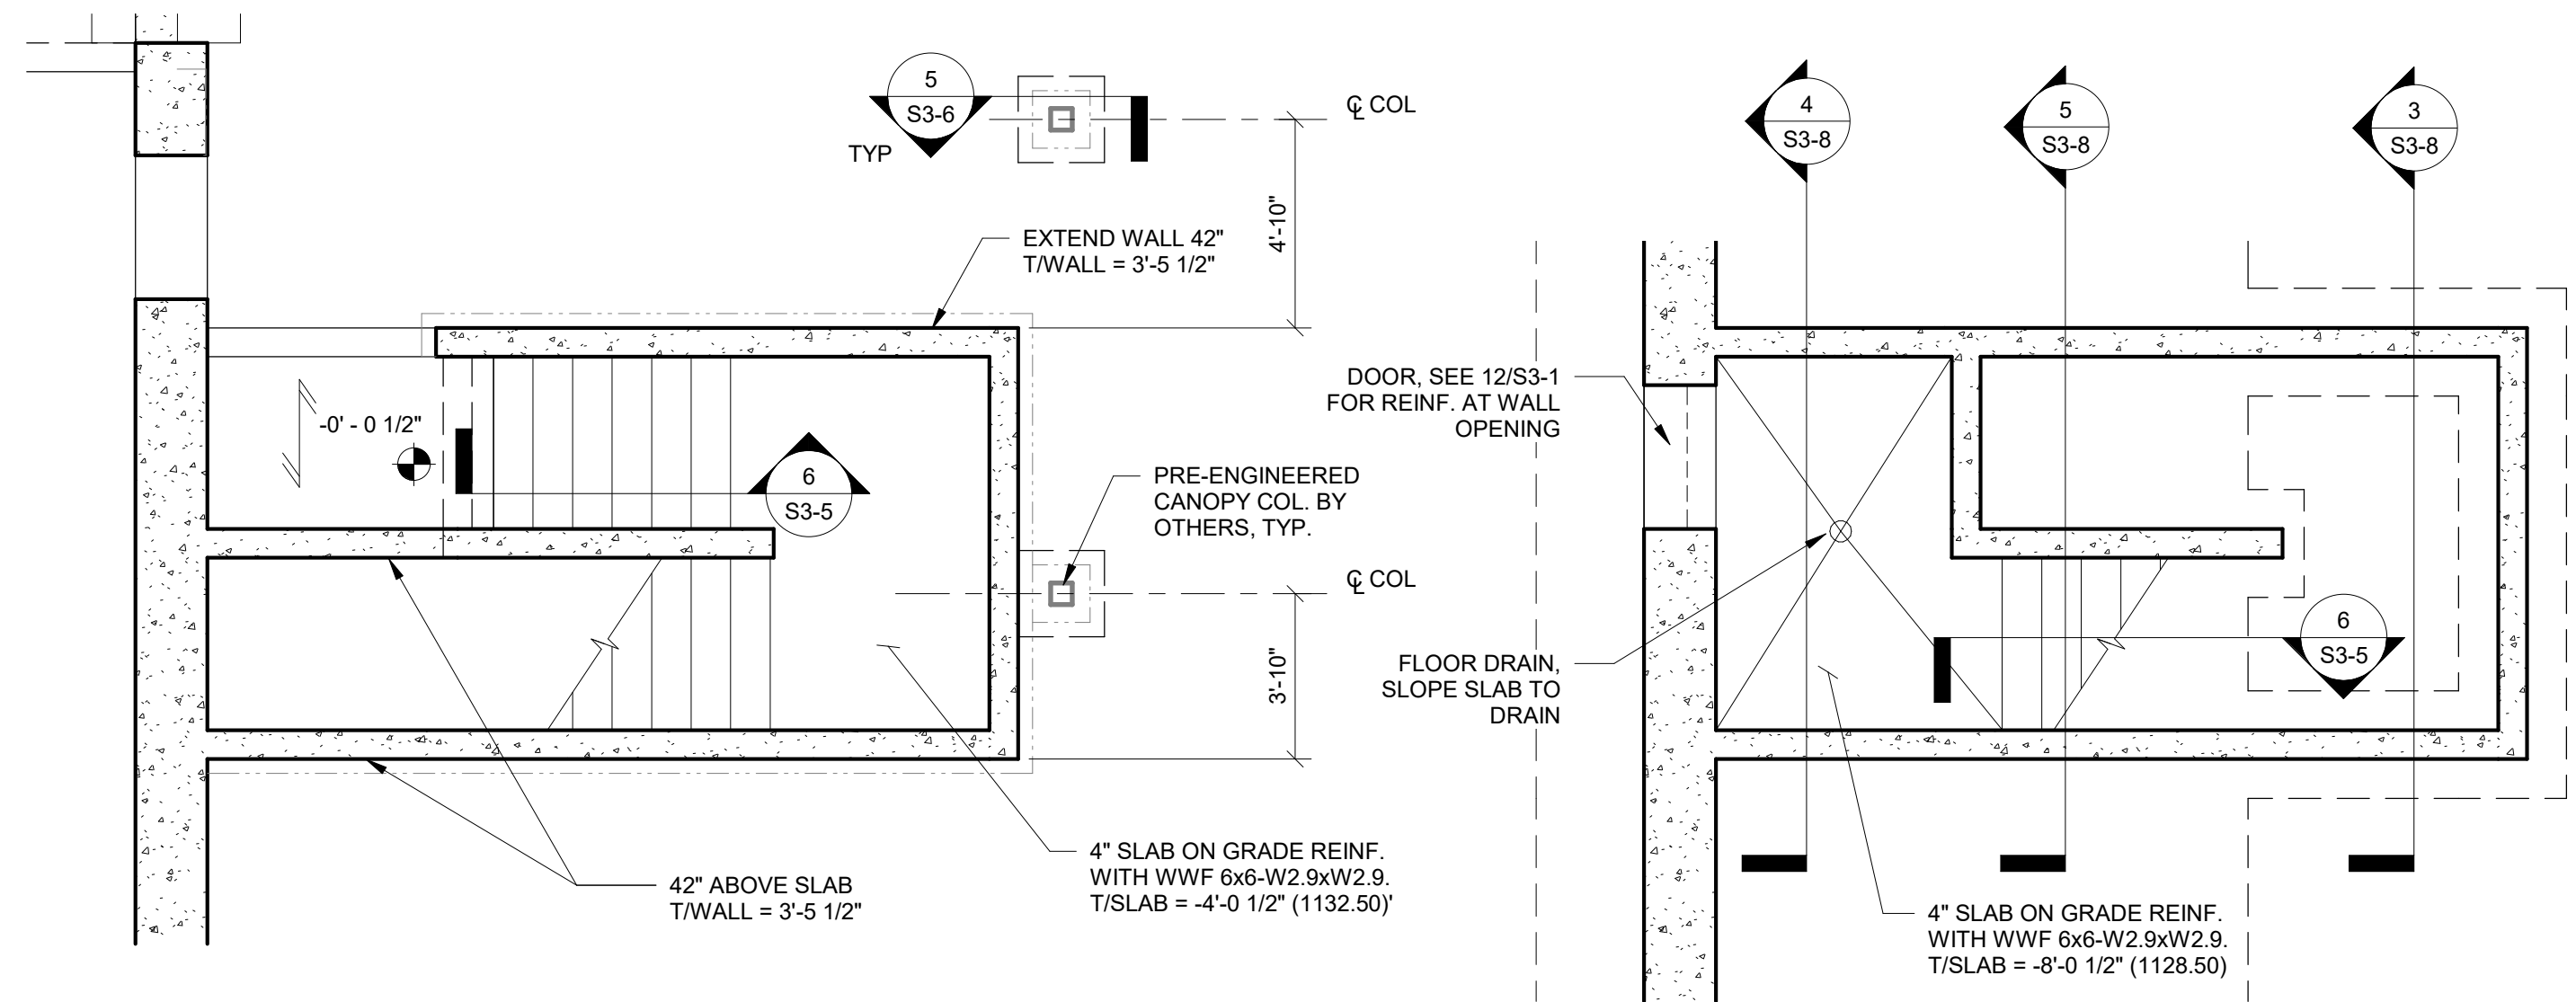 5
S3-6
TYP
℄ COL
4'-10"
EXTEND WALL 42"
T/WALL = 3'-5 1/2"
-0' - 0 1/2"
6
S3-5
PRE-ENGINEERED
CANOPY COL. BY
OTHERS, TYP.
℄ COL
3'-10"
42" ABOVE SLAB
T/WALL = 3'-5 1/2"
4" SLAB ON GRADE REINF.
WITH WWF 6x6-W2.9xW2.9.
T/SLAB = -4'-0 1/2" (1132.50)'
4
S3-8
5
S3-8
3
S3-8
DOOR, SEE 12/S3-1
FOR REINF. AT WALL
OPENING
FLOOR DRAIN,
SLOPE SLAB TO
DRAIN
6
S3-5
4" SLAB ON GRADE REINF.
WITH WWF 6x6-W2.9xW2.9.
T/SLAB = -8'-0 1/2" (1128.50)